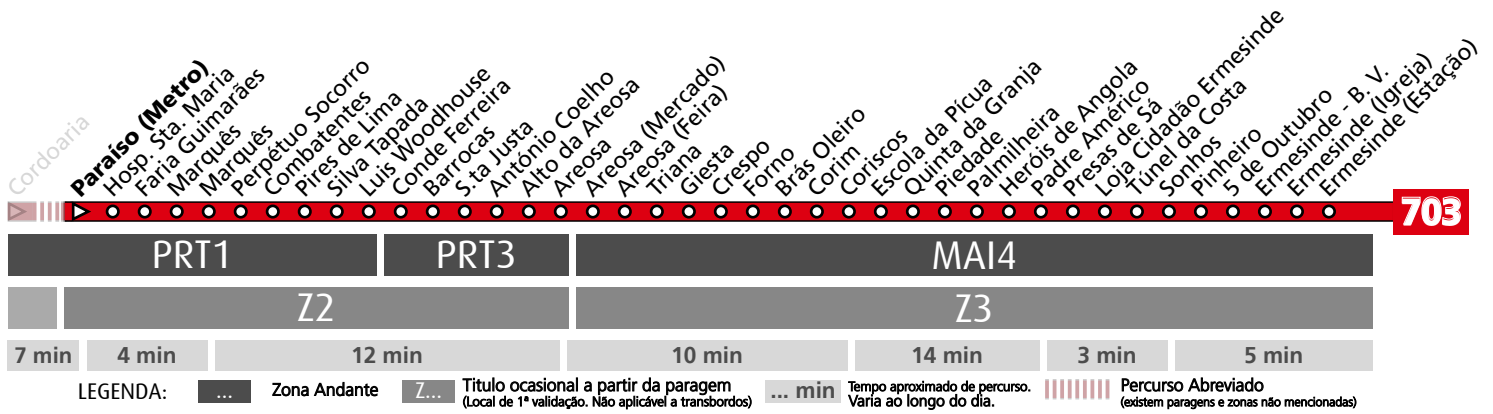 Cordoaria
Paraíso (Metro)
Hosp. Sta. Maria
Faria Guimarães
Marquês
Marquês
Perpétuo Socorro
Combatentes
Pires de Lima
Silva Tapada
Luís Woodhouse
Conde Ferreira
Barrocas
S.ta Justa
António Coelho
Alto da Areosa
Areosa
Areosa (Mercado)
Areosa (Feira)
Triana
Giesta
Crespo
Forno
Brás Oleiro
Corim
Coriscos
Escola da Pícua
Quinta da Granja
Piedade
Palmilheira
Heróis de Angola
Padre Américo
Presas de Sá
Loja Cidadão Ermesinde
Túnel da Costa
Sonhos
Pinheiro
5 de Outubro
Ermesinde - B. V.
Ermesinde (Igreja)
Ermesinde (Estação)
703
PRT1 PRT3 MAI4
Z2 Z3
7 min 4 min 12 min 10 min 14 min 3 min 5 min
LEGENDA:
... Zona Andante
Z... Titulo ocasional a partir da paragem
(Local de 1ª validação. Não aplicável a transbordos)
... min Tempo aproximado de percurso.
Varia ao longo do dia.
Percurso Abreviado
(existem paragens e zonas não mencionadas)